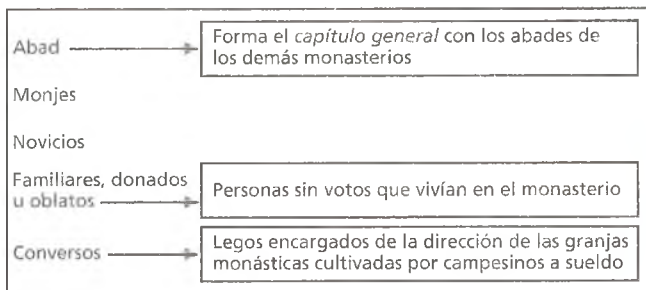 Abad
Forma el capítulo general con los abades de
los demás monasterios
Monjes
Novicios
Familiares, donados
u oblatos
Personas sin votos que vivían en el monasterio
Conversos
Legos encargados de la dirección de las granjas
monásticas cultivadas por campesinos a sueldo